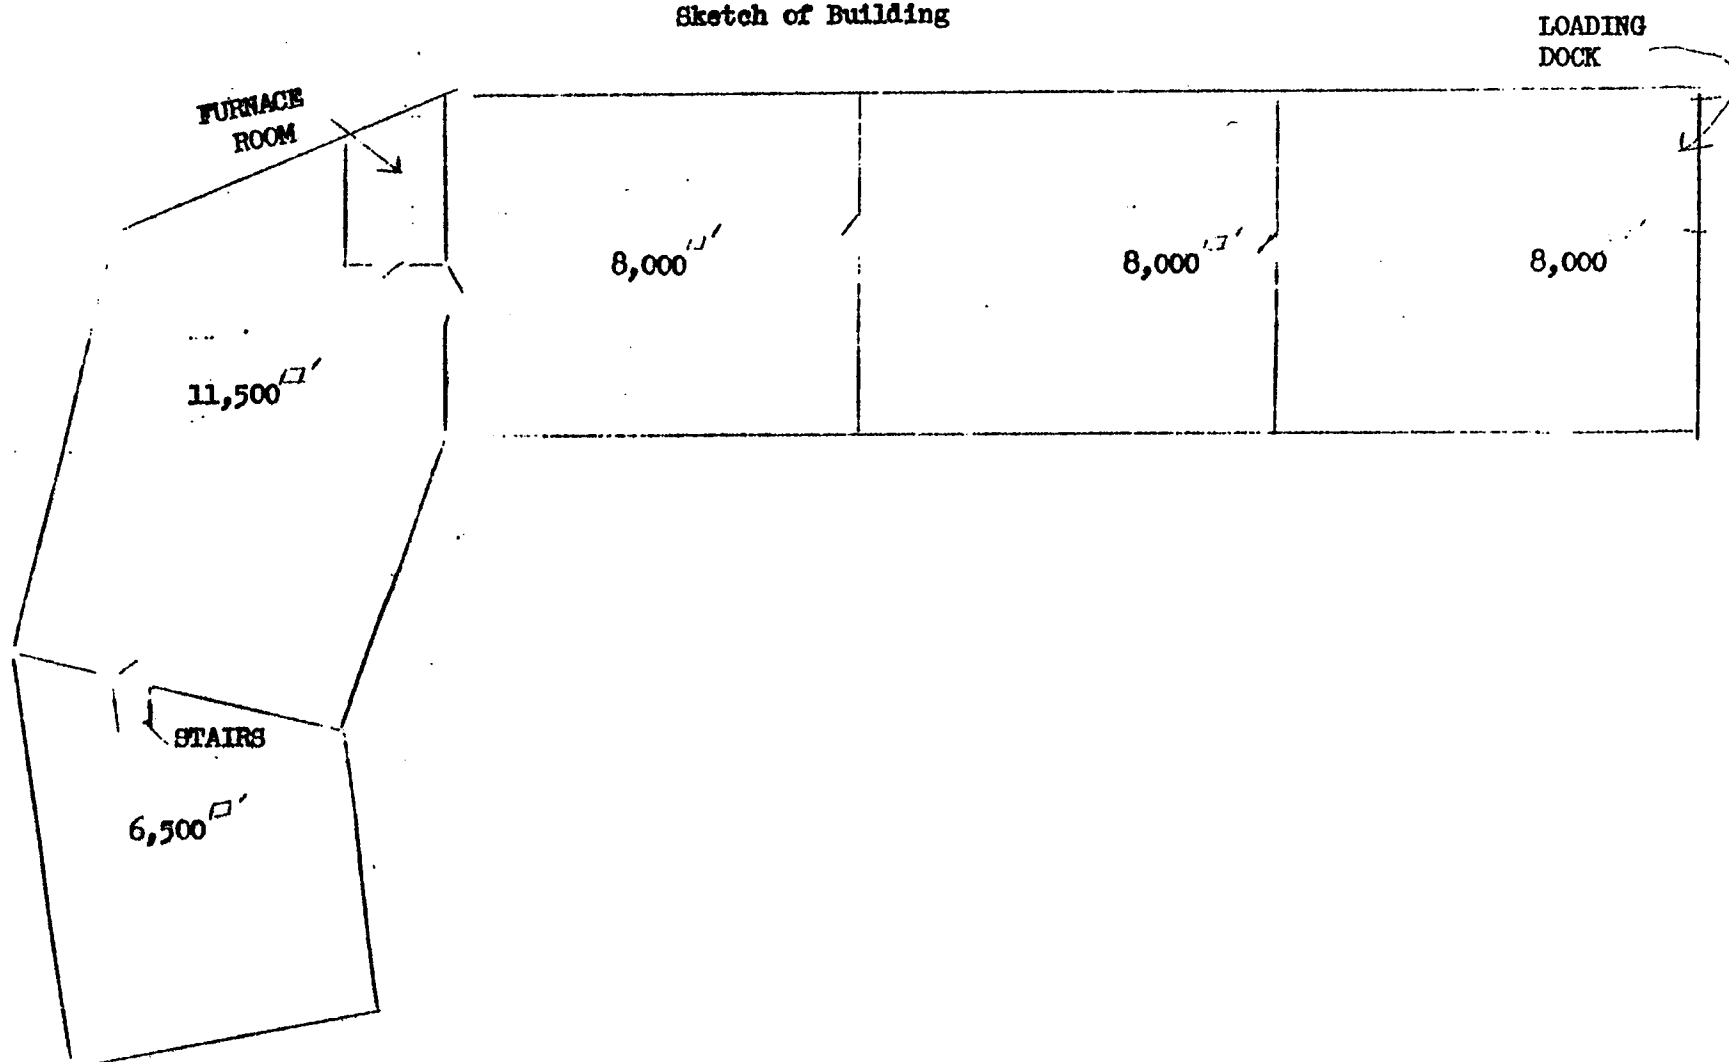 Sketch of Building
LOADING
DOCK
FURNACE
ROOM
8,000 □'
8,000 □'
8,000 □'
11,500 □'
STAIRS
6,500 □'